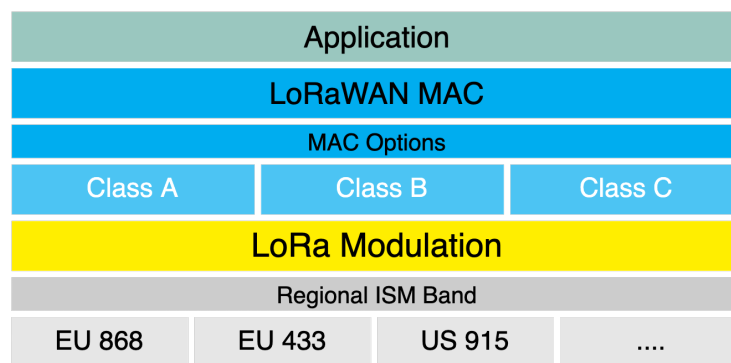 Application
LoRaWAN MAC
MAC Options
Class A Class B Class C
LoRa Modulation
Regional ISM Band
EU 868 EU 433 US 915 ....